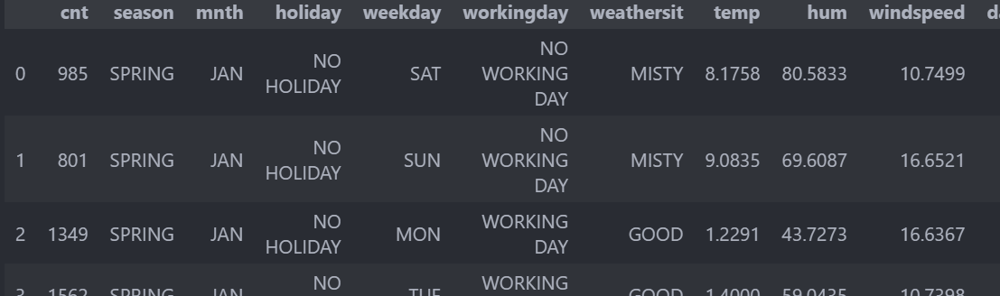 cnt season mnth holiday weekday workingday weathersit temp hum windspeed
0 985 SPRING JAN NO HOLIDAY SAT NO WORKING DAY MISTY 8.1758 80.5833 10.7499
1 801 SPRING JAN NO HOLIDAY SUN NO WORKING DAY MISTY 9.0835 69.6087 16.6521
2 1349 SPRING JAN NO HOLIDAY MON WORKING DAY GOOD 1.2291 43.7273 16.6367
3 1562 SPRING JAN NO TUE WORKING GOOD 1.4000 59.0435 10.7398